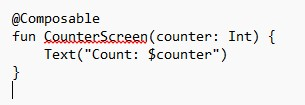 @Composable
fun CounterScreen(counter: Int) {
    Text("Count: $counter")
}